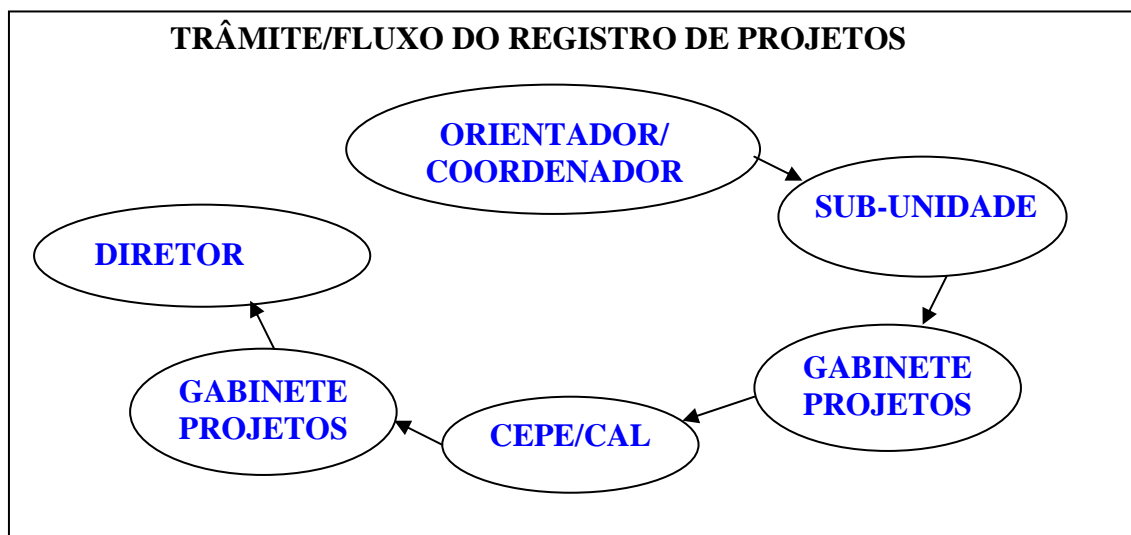 TRÂMITE/FLUXO DO REGISTRO DE PROJETOS
ORIENTADOR/
COORDENADOR
SUB-UNIDADE
GABINETE
PROJETOS
CEPE/CAL
GABINETE
PROJETOS
DIRETOR